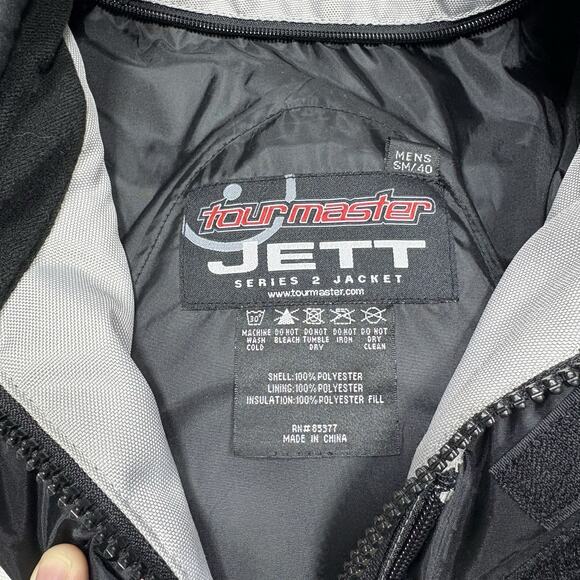 MENS
SM/40
tourmaster
JETT
SERIES 2 JACKET
www.tourmaster.com
30°
MACHINE WASH COLD
DO NOT BLEACH
DO NOT TUMBLE DRY
DO NOT IRON
DO NOT DRY CLEAN
SHELL:100% POLYESTER
LINING:100% POLYESTER
INSULATION:100% POLYESTER FILL
RN# 85377
MADE IN CHINA